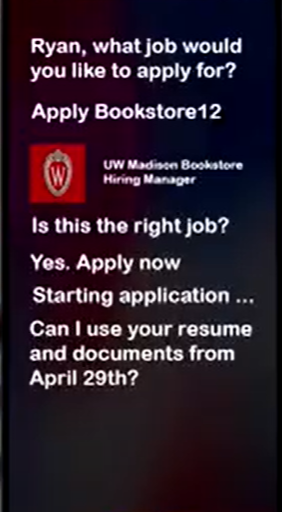 Ryan, what job would
you like to apply for?
Apply Bookstore12
W
UW Madison Bookstore
Hiring Manager
Is this the right job?
Yes. Apply now
Starting application ...
Can I use your resume
and documents from
April 29th?